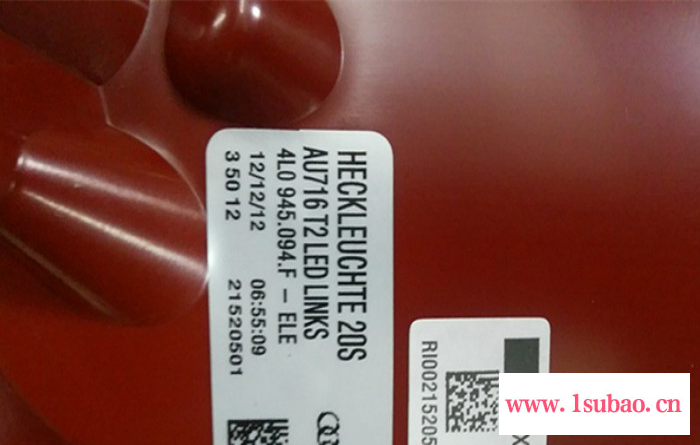 HECKLEUCHTE 20S
AU716 T2 LED LINKS
4L0 945.094.F – ELE
12/12/12 06:55:09
3 50 12 21520501
RI00215205
www.1subao.cn